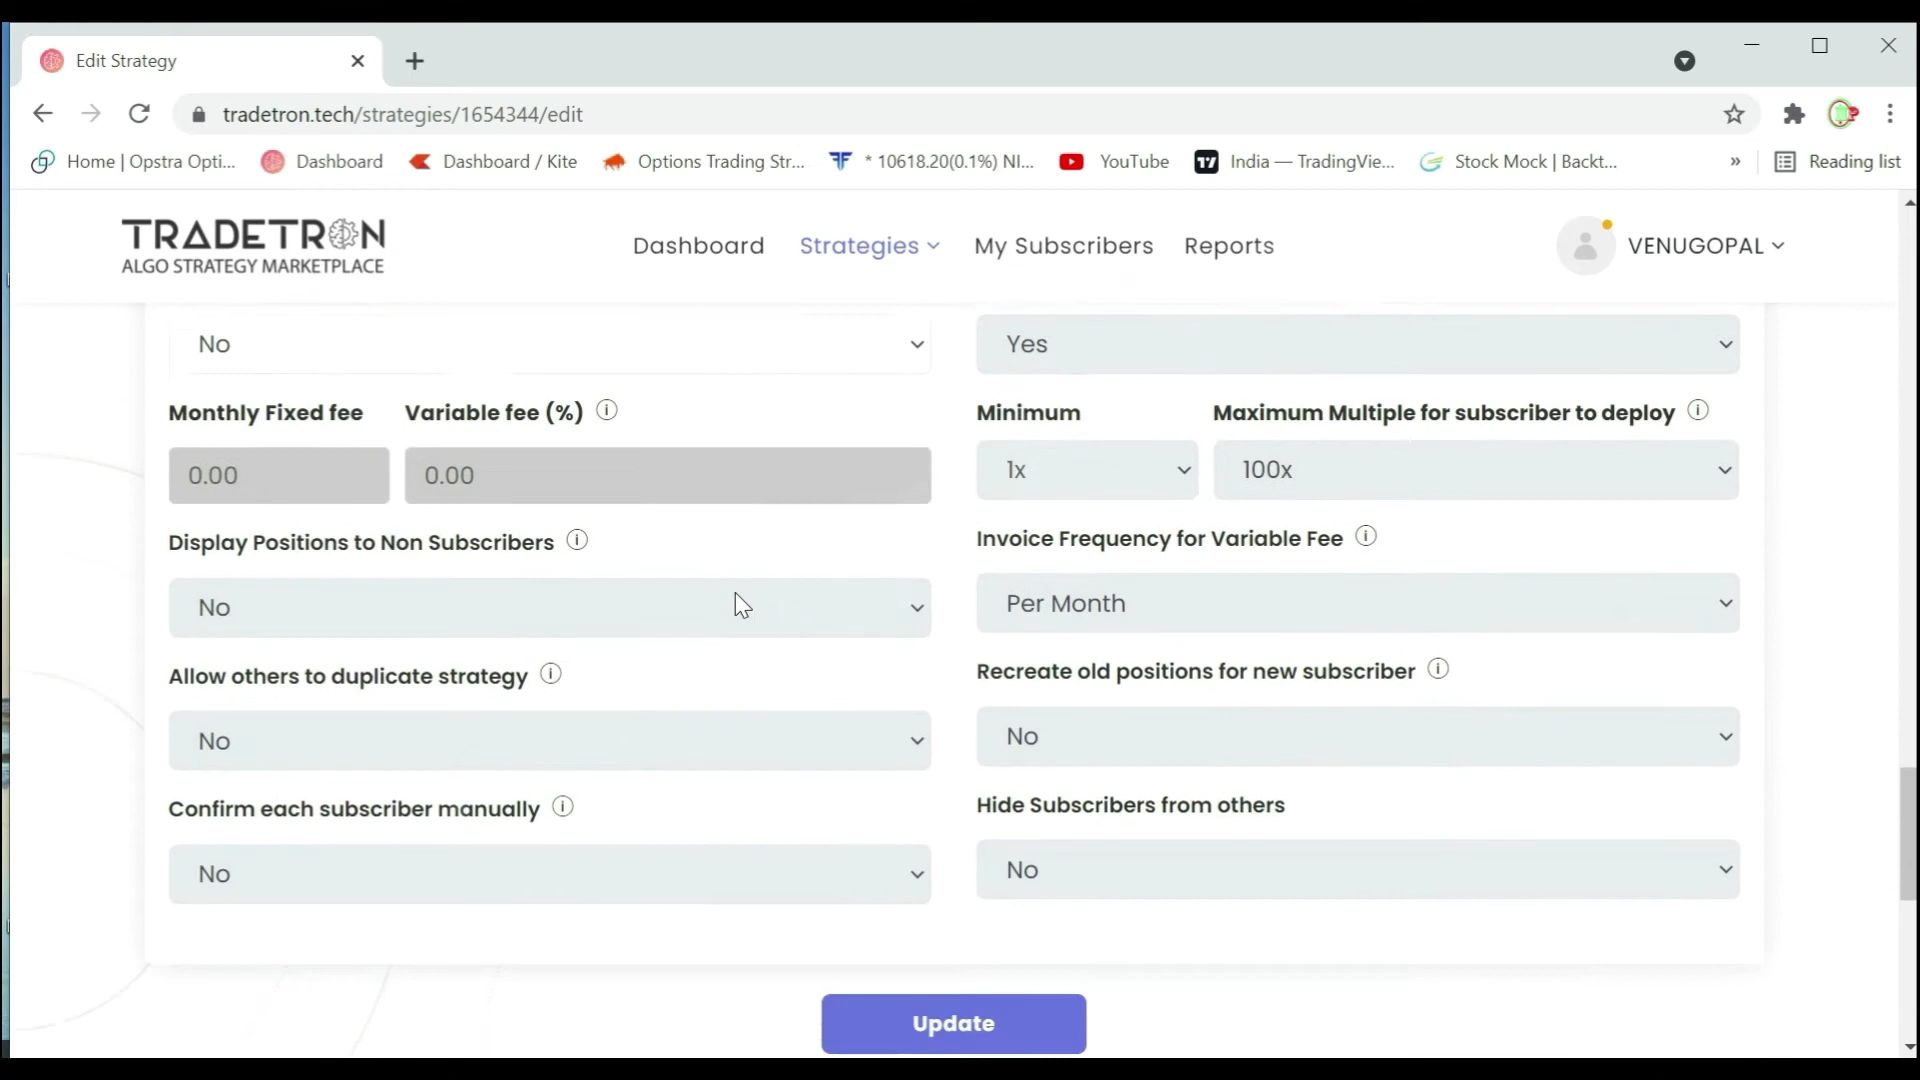 Edit Strategy
tradetron.tech/strategies/1654344/edit
Home | Opstra Opti... Dashboard Dashboard / Kite Options Trading Str... * 10618.20(0.1%) NI... YouTube India — TradingVie... Stock Mock | Backt... » Reading list
TRADETRON
ALGO STRATEGY MARKETPLACE
Dashboard Strategies My Subscribers Reports VENUGOPAL
No Yes
Monthly Fixed fee Variable fee (%) Minimum Maximum Multiple for subscriber to deploy
0.00 0.00 1x 100x
Display Positions to Non Subscribers Invoice Frequency for Variable Fee
No Per Month
Allow others to duplicate strategy Recreate old positions for new subscriber
No No
Confirm each subscriber manually Hide Subscribers from others
No No
Update